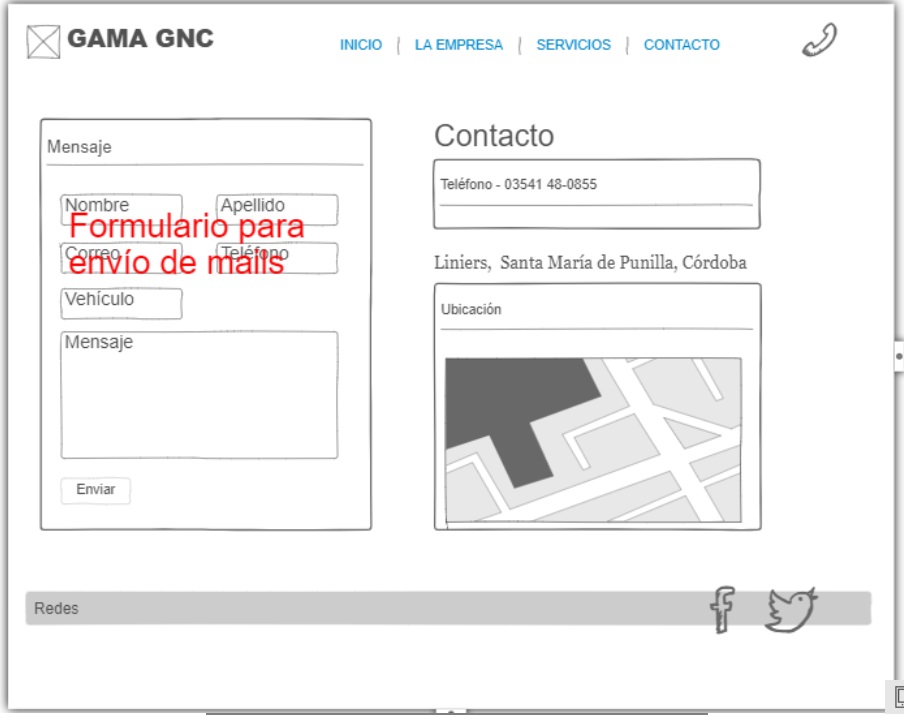 GAMA GNC
INICIO | LA EMPRESA | SERVICIOS | CONTACTO
Mensaje
Nombre
Apellido
Formulario para
Correo
Teléfono
envío de mails
Vehículo
Mensaje
Enviar
Contacto
Teléfono - 03541 48-0855
Liniers, Santa María de Punilla, Córdoba
Ubicación
Redes